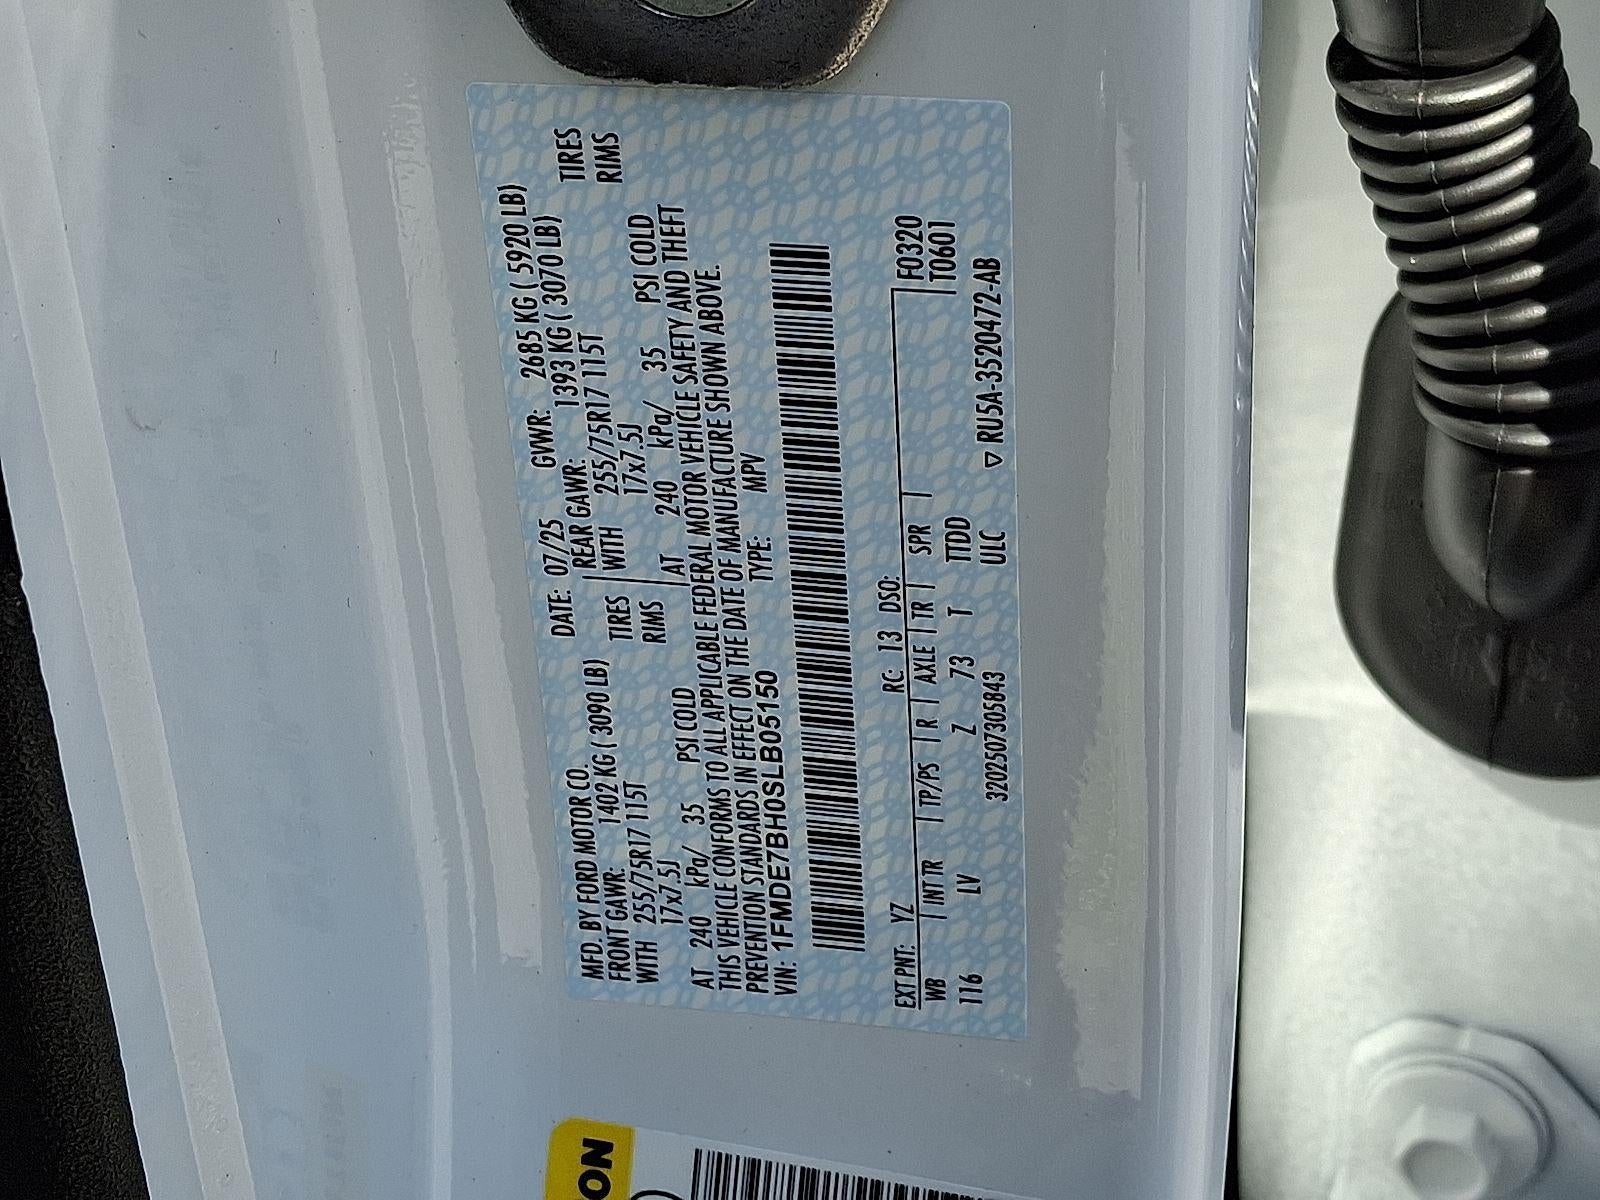 MFD. BY FORD MOTOR CO.
DATE: 07/25 GVWR: 2685 KG ( 5920 LB)
FRONT GAWR: 1402 KG ( 3090 LB) REAR GAWR: 1393 KG ( 3070 LB)
WITH 255/75R17 115T TIRES WITH 255/75R17 115T TIRES
17x7.5J RIMS 17x7.5J RIMS
AT 240 kPa/ 35 PSI COLD AT 240 kPa/ 35 PSI COLD
THIS VEHICLE CONFORMS TO ALL APPLICABLE FEDERAL MOTOR VEHICLE SAFETY AND THEFT
PREVENTION STANDARDS IN EFFECT ON THE DATE OF MANUFACTURE SHOWN ABOVE.
VIN: 1FMDE7BH0SLB05150 TYPE: MPV
EXT PNT: YZ RC: 13 DSO: F0320
WB INT TR TP/PS R AXLE TR SPR T0601
116 LV Z 73 T TTDD
320250730584​3 ULC ▽ RU5A-3520472-AB
ON